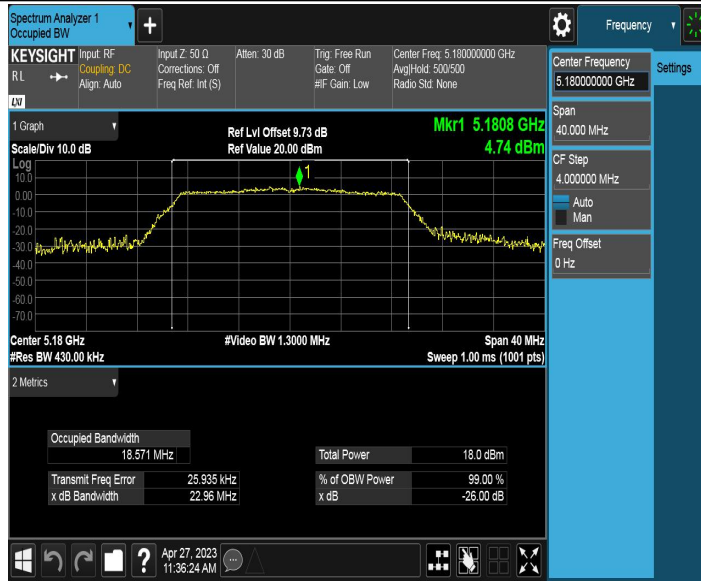 Spectrum Analyzer 1
Occupied BW
+
Frequency
KEYSIGHT
RL
LXI
Input: RF
Coupling: DC
Align: Auto
Input Z: 50 Ω
Corrections: Off
Freq Ref: Int (S)
Atten: 30 dB
Trig: Free Run
Gate: Off
#IF Gain: Low
Center Freq: 5.180000000 GHz
Avg|Hold: 500/500
Radio Std: None
Center Frequency
5.180000000 GHz
Settings
Span
40.000 MHz
CF Step
4.000000 MHz
Auto
Man
Freq Offset
0 Hz
1 Graph
Scale/Div 10.0 dB
Ref Lvl Offset 9.73 dB
Ref Value 20.00 dBm
Mkr1 5.1808 GHz
4.74 dBm
Log
10.0
0.00
-10.0
-20.0
-30.0
-40.0
-50.0
-60.0
-70.0
1
Center 5.18 GHz
#Video BW 1.3000 MHz
Span 40 MHz
#Res BW 430.00 kHz
Sweep 1.00 ms (1001 pts)
2 Metrics
Occupied Bandwidth
18.571 MHz
Total Power 18.0 dBm
Transmit Freq Error 25.935 kHz
% of OBW Power 99.00 %
x dB Bandwidth 22.96 MHz
x dB -26.00 dB
?
Apr 27, 2023
11:36:24 AM